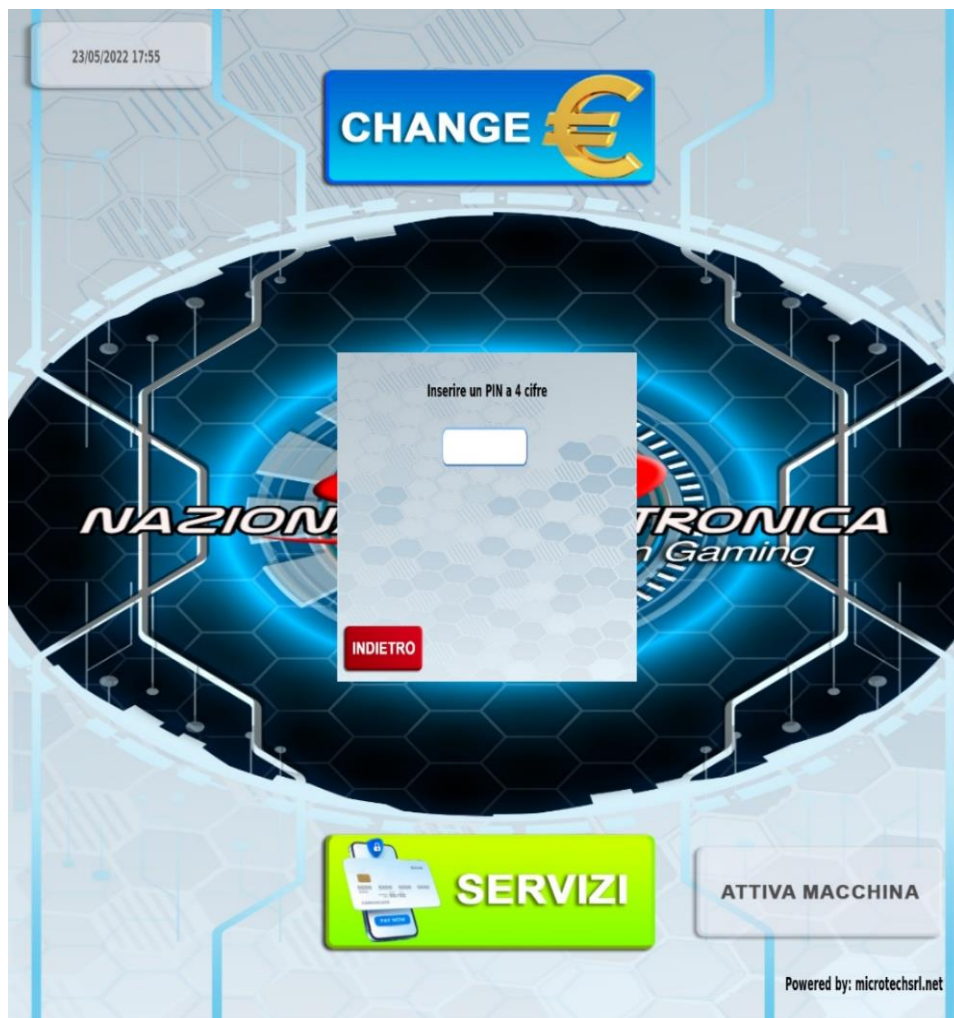 23/05/2022 17:55
CHANGE €
Inserire un PIN a 4 cifre
NAZION TRONICA
n Gaming
INDIETRO
PAY NOW
SERVIZI
ATTIVA MACCHINA
Powered by: microtechsrl.net